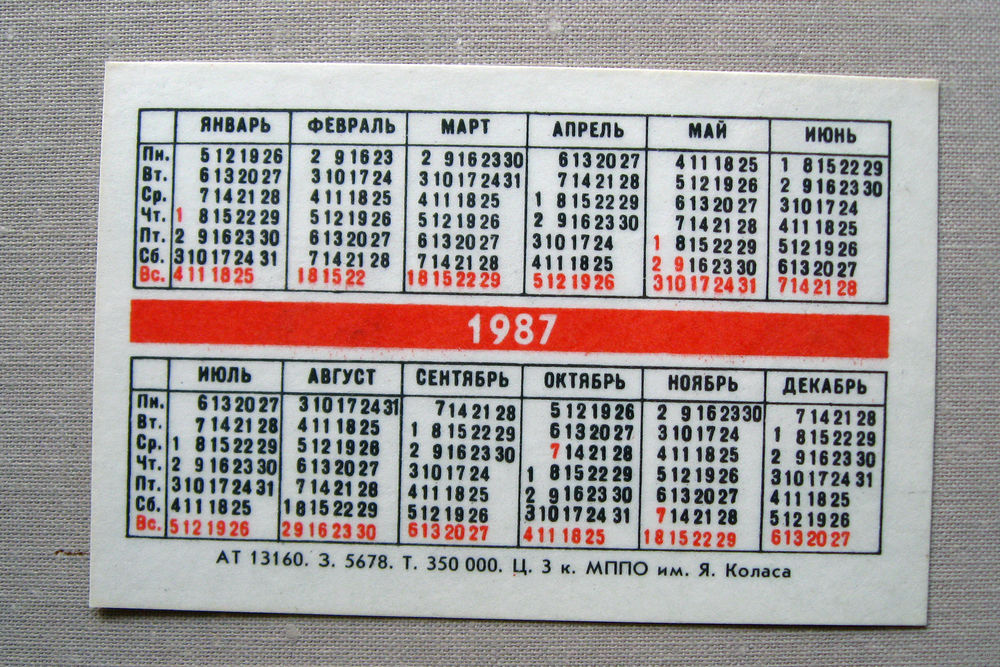 ЯНВАРЬ ФЕВРАЛЬ МАРТ АПРЕЛЬ МАЙ ИЮНЬ
Пн. 5 12 19 26 2 9 16 23 2 9 16 23 30 6 13 20 27 4 11 18 25 1 8 15 22 29
Вт. 6 13 20 27 3 10 17 24 3 10 17 24 31 7 14 21 28 5 12 19 26 2 9 16 23 30
Ср. 7 14 21 28 4 11 18 25 4 11 18 25 1 8 15 22 29 6 13 20 27 3 10 17 24
Чт. 1 8 15 22 29 5 12 19 26 5 12 19 26 2 9 16 23 30 7 14 21 28 4 11 18 25
Пт. 2 9 16 23 30 6 13 20 27 6 13 20 27 3 10 17 24 1 8 15 22 29 5 12 19 26
Сб. 3 10 17 24 31 7 14 21 28 7 14 21 28 4 11 18 25 2 9 16 23 30 6 13 20 27
Вс. 4 11 18 25 1 8 15 22 1 8 15 22 29 5 12 19 26 3 10 17 24 31 7 14 21 28
1987
ИЮЛЬ АВГУСТ СЕНТЯБРЬ ОКТЯБРЬ НОЯБРЬ ДЕКАБРЬ
Пн. 6 13 20 27 3 10 17 24 31 7 14 21 28 5 12 19 26 2 9 16 23 30 7 14 21 28
Вт. 7 14 21 28 4 11 18 25 1 8 15 22 29 6 13 20 27 3 10 17 24 1 8 15 22 29
Ср. 1 8 15 22 29 5 12 19 26 2 9 16 23 30 7 14 21 28 4 11 18 25 2 9 16 23 30
Чт. 2 9 16 23 30 6 13 20 27 3 10 17 24 1 8 15 22 29 5 12 19 26 3 10 17 24 31
Пт. 3 10 17 24 31 7 14 21 28 4 11 18 25 2 9 16 23 30 6 13 20 27 4 11 18 25
Сб. 4 11 18 25 1 8 15 22 29 5 12 19 26 3 10 17 24 31 7 14 21 28 5 12 19 26
Вс. 5 12 19 26 2 9 16 23 30 6 13 20 27 4 11 18 25 1 8 15 22 29 6 13 20 27
АТ 13160. З. 5678. Т. 350 000. Ц. 3 к. МППО им. Я. Коласа